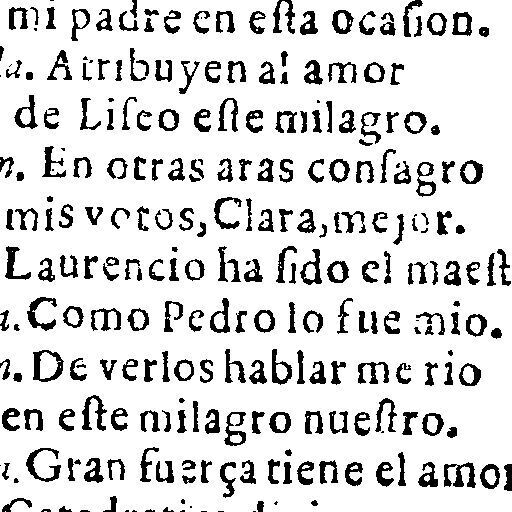 mi padre en eſta ocaſion.
la. Atribuyen al amor
de Liſeo eſte milagro.
n. En otras aras conſagro
mis votos, Clara, mejor.
Laurencio ha ſido el maeſt
a. Como Pedro lo fue mio.
n. De verlos hablar me rio
en eſte milagro nueſtro.
a. Gran fuerça tiene el amor